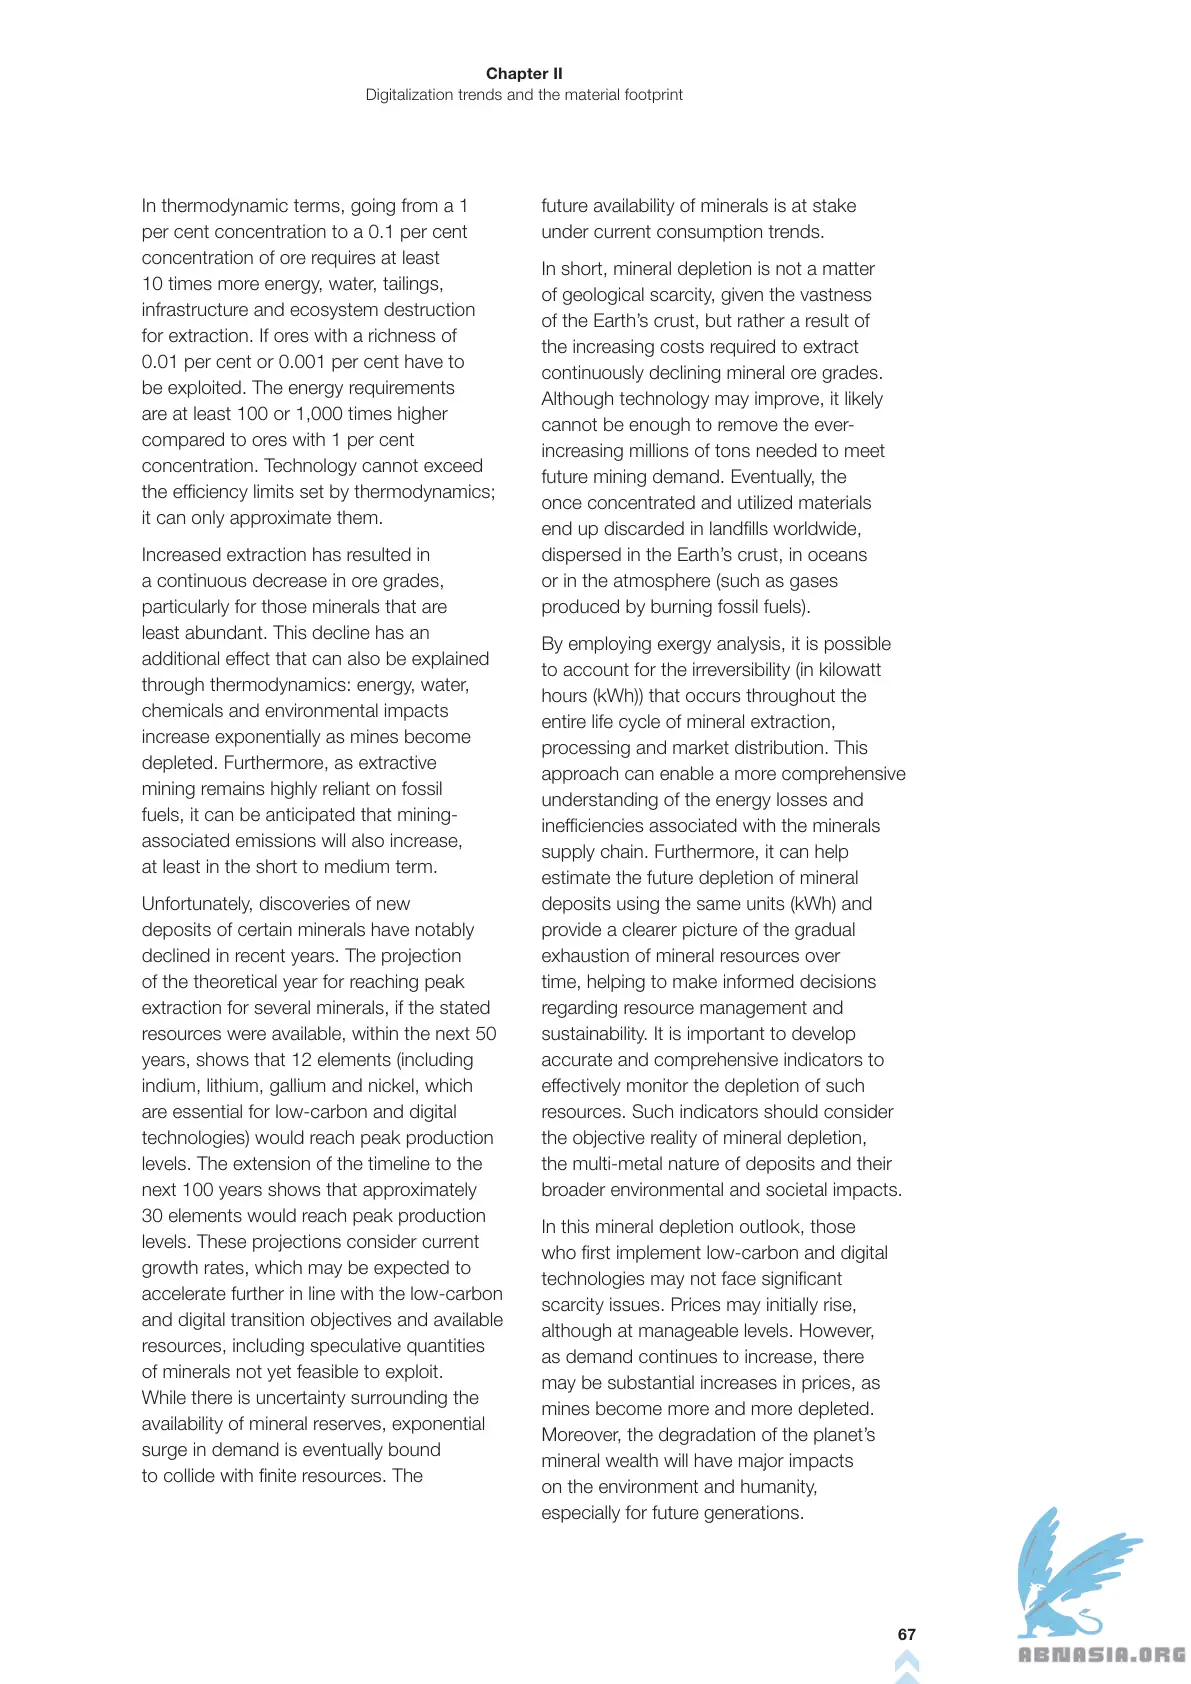 Chapter II
Digitalization trends and the material footprint
In thermodynamic terms, going from a 1
per cent concentration to a 0.1 per cent
concentration of ore requires at least
10 times more energy, water, tailings,
infrastructure and ecosystem destruction
for extraction. If ores with a richness of
0.01 per cent or 0.001 per cent have to
be exploited. The energy requirements
are at least 100 or 1,000 times higher
compared to ores with 1 per cent
concentration. Technology cannot exceed
the efficiency limits set by thermodynamics;
it can only approximate them.
Increased extraction has resulted in
a continuous decrease in ore grades,
particularly for those minerals that are
least abundant. This decline has an
additional effect that can also be explained
through thermodynamics: energy, water,
chemicals and environmental impacts
increase exponentially as mines become
depleted. Furthermore, as extractive
mining remains highly reliant on fossil
fuels, it can be anticipated that mining-
associated emissions will also increase,
at least in the short to medium term.
Unfortunately, discoveries of new
deposits of certain minerals have notably
declined in recent years. The projection
of the theoretical year for reaching peak
extraction for several minerals, if the stated
resources were available, within the next 50
years, shows that 12 elements (including
indium, lithium, gallium and nickel, which
are essential for low-carbon and digital
technologies) would reach peak production
levels. The extension of the timeline to the
next 100 years shows that approximately
30 elements would reach peak production
levels. These projections consider current
growth rates, which may be expected to
accelerate further in line with the low-carbon
and digital transition objectives and available
resources, including speculative quantities
of minerals not yet feasible to exploit.
While there is uncertainty surrounding the
availability of mineral reserves, exponential
surge in demand is eventually bound
to collide with finite resources. The
future availability of minerals is at stake
under current consumption trends.
In short, mineral depletion is not a matter
of geological scarcity, given the vastness
of the Earth’s crust, but rather a result of
the increasing costs required to extract
continuously declining mineral ore grades.
Although technology may improve, it likely
cannot be enough to remove the ever-
increasing millions of tons needed to meet
future mining demand. Eventually, the
once concentrated and utilized materials
end up discarded in landfills worldwide,
dispersed in the Earth’s crust, in oceans
or in the atmosphere (such as gases
produced by burning fossil fuels).
By employing exergy analysis, it is possible
to account for the irreversibility (in kilowatt
hours (kWh)) that occurs throughout the
entire life cycle of mineral extraction,
processing and market distribution. This
approach can enable a more comprehensive
understanding of the energy losses and
inefficiencies associated with the minerals
supply chain. Furthermore, it can help
estimate the future depletion of mineral
deposits using the same units (kWh) and
provide a clearer picture of the gradual
exhaustion of mineral resources over
time, helping to make informed decisions
regarding resource management and
sustainability. It is important to develop
accurate and comprehensive indicators to
effectively monitor the depletion of such
resources. Such indicators should consider
the objective reality of mineral depletion,
the multi-metal nature of deposits and their
broader environmental and societal impacts.
In this mineral depletion outlook, those
who first implement low-carbon and digital
technologies may not face significant
scarcity issues. Prices may initially rise,
although at manageable levels. However,
as demand continues to increase, there
may be substantial increases in prices, as
mines become more and more depleted.
Moreover, the degradation of the planet’s
mineral wealth will have major impacts
on the environment and humanity,
especially for future generations.
67
ABNASIA.ORG